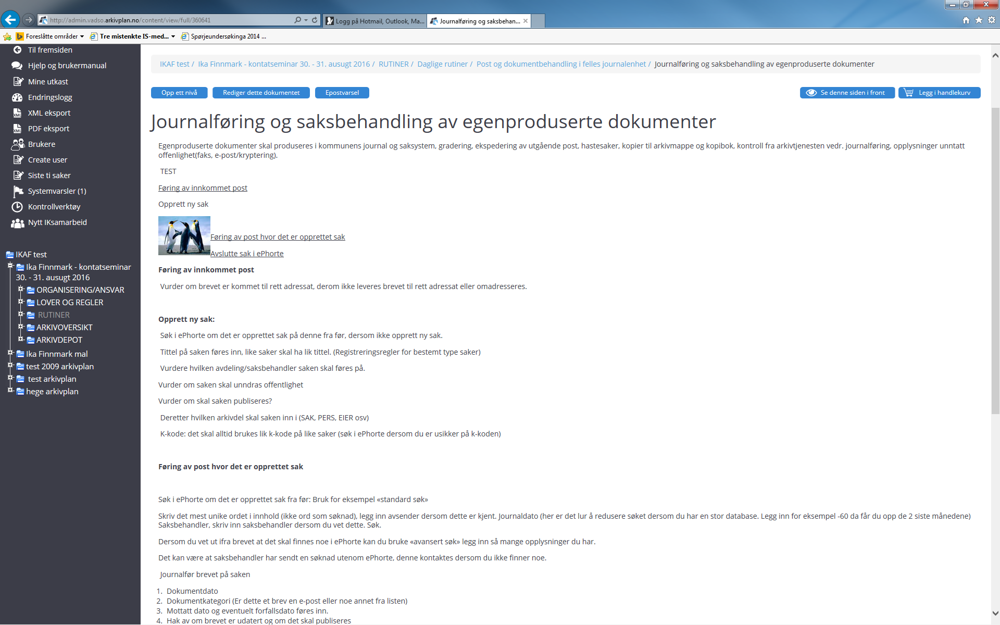 http://admin.vadso.arkivplan.no/content/view/full/360641
Logg på Hotmail, Outlook, Ma...
Journalføring og saksbehan...
Foreslåtte områder
Tre mistenkte IS-med...
Spørjeundersøkinga 2014 ...
Til fremsiden
Hjelp og brukermanual
Mine utkast
Endringslogg
XML eksport
PDF eksport
Brukere
Create user
Siste ti saker
Systemvarsler (1)
Kontrollverktøy
Nytt IKsamarbeid
IKAF test
Ika Finnmark - kontatseminar
30. - 31. ausugt 2016
ORGANISERING/ANSVAR
LOVER OG REGLER
RUTINER
ARKIVOVERSIKT
ARKIVDEPOT
Ika Finnmark mal
test 2009 arkivplan
test arkivplan
hege arkivplan
IKAF test / Ika Finnmark - kontatseminar 30. - 31. ausugt 2016 / RUTINER / Daglige rutiner / Post og dokumentbehandling i felles journalenhet / Journalføring og saksbehandling av egenproduserte dokumenter
Opp ett nivå
Rediger dette dokumentet
Epostvarsel
Se denne siden i front
Legg i handlekurv
Journalføring og saksbehandling av egenproduserte dokumenter
Egenproduserte dokumenter skal produseres i kommunens journal og saksystem, gradering, ekspedering av utgående post, hastesaker, kopier til arkivmappe og kopibok, kontroll fra arkivtjenesten vedr. journalføring, opplysninger unntatt
offenlighet(faks, e-post/kryptering).
TEST
Føring av innkommet post
Opprett ny sak
Føring av post hvor det er opprettet sak
Avslutte sak i ePhorte
Føring av innkommet post
Vurder om brevet er kommet til rett adressat, derom ikke leveres brevet til rett adressat eller omadresseres.
Opprett ny sak:
Søk i ePhorte om det er opprettet sak på denne fra før, dersom ikke opprett ny sak.
Tittel på saken føres inn, like saker skal ha lik tittel. (Registreringsregler for bestemt type saker)
Vurdere hvilken avdeling/saksbehandler saken skal føres på.
Vurder om saken skal unndras offentlighet
Vurder om skal saken publiseres?
Deretter hvilken arkivdel skal saken inn i (SAK, PERS, EIER osv)
K-kode: det skal alltid brukes lik k-kode på like saker (søk i ePhorte dersom du er usikker på k-koden)
Føring av post hvor det er opprettet sak
Søk i ePhorte om det er opprettet sak fra før: Bruk for eksempel «standard søk»
Skriv det mest unike ordet i innhold (ikke ord som søknad), legg inn avsender dersom dette er kjent. Journaldato (her er det lur å redusere søket dersom du har en stor database. Legg inn for eksempel -60 da får du opp de 2 siste månedene)
Saksbehandler, skriv inn saksbehandler dersom du vet dette. Søk.
Dersom du vet ut ifra brevet at det skal finnes noe i ePhorte kan du bruke «avansert søk» legg inn så mange opplysninger du har.
Det kan være at saksbehandler har sendt en søknad utenom ePhorte, denne kontaktes dersom du ikke finner noe.
Journalfør brevet på saken
1. Dokumentdato
2. Dokumentkategori (Er dette et brev en e-post eller noe annet fra listen)
3. Mottatt dato og eventuelt forfallsdato føres inn.
4. Hak av om brevet er udatert og om det skal publiseres